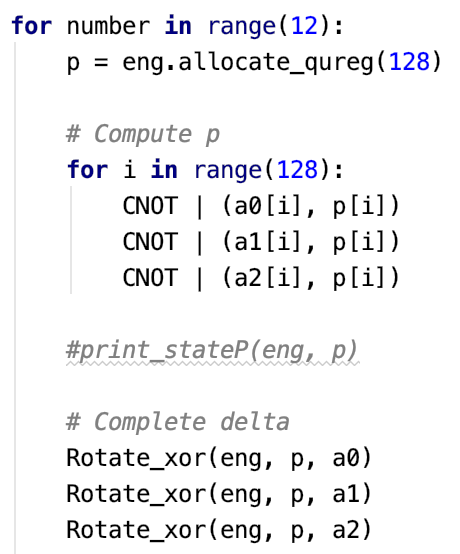 for number in range(12):
    p = eng.allocate_qureg(128)

    # Compute p
    for i in range(128):
        CNOT | (a0[i], p[i])
        CNOT | (a1[i], p[i])
        CNOT | (a2[i], p[i])

    #print_stateP(eng, p)

    # Complete delta
    Rotate_xor(eng, p, a0)
    Rotate_xor(eng, p, a1)
    Rotate_xor(eng, p, a2)